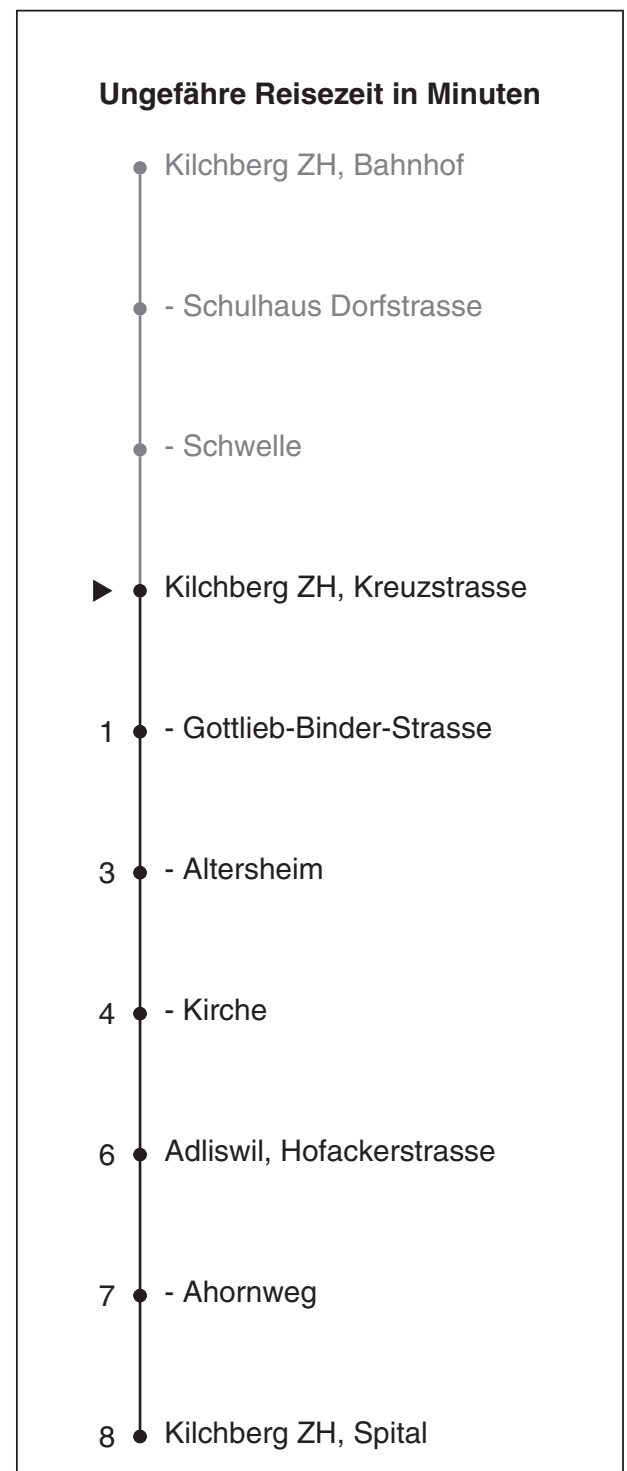 Ungefähre Reisezeit in Minuten
Kilchberg ZH, Bahnhof
- Schulhaus Dorfstrasse
- Schwelle
Kilchberg ZH, Kreuzstrasse
1 - Gottlieb-Binder-Strasse
3 - Altersheim
4 - Kirche
6 Adliswil, Hofackerstrasse
7 - Ahornweg
8 Kilchberg ZH, Spital